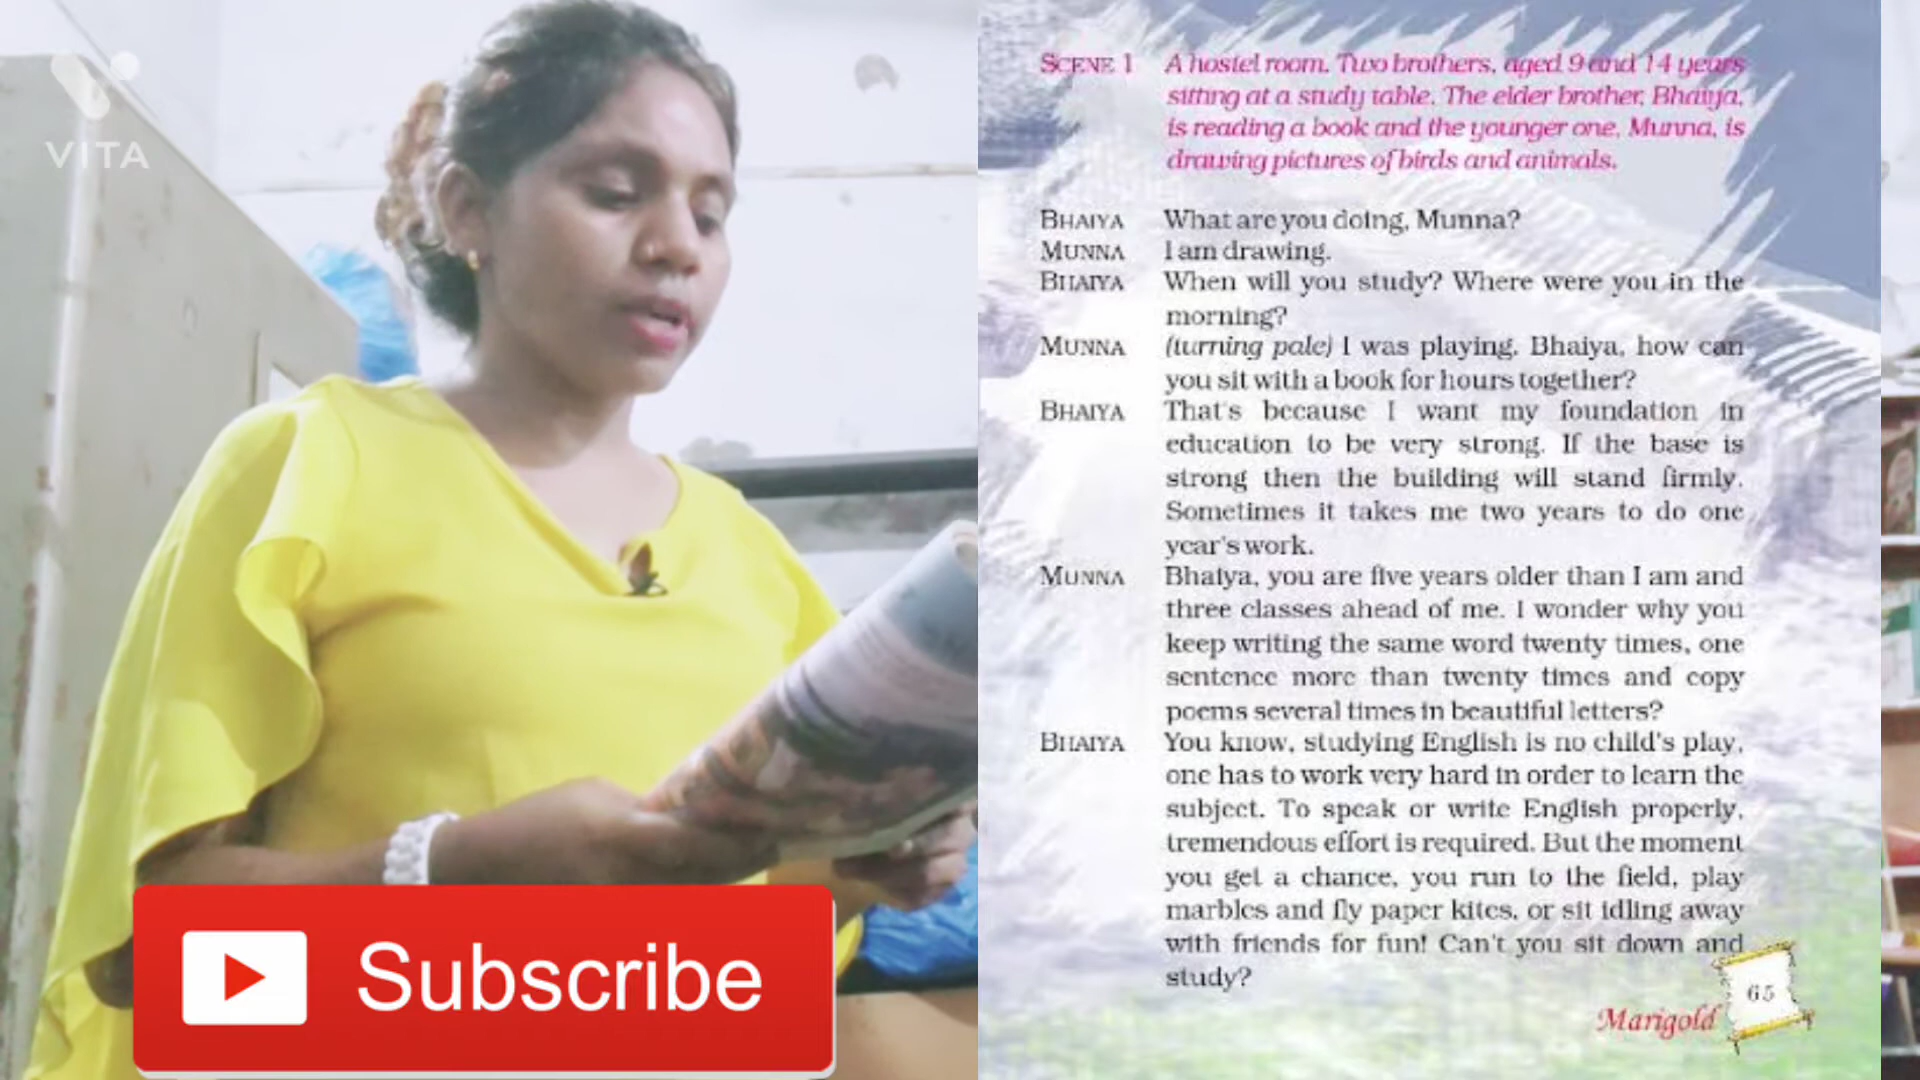 VITA
Subscribe
SCENE 1 A hostel room. Two brothers, aged 9 and 14 years
sitting at a study table. The elder brother, Bhaiya,
is reading a book and the younger one, Munna, is
drawing pictures of birds and animals.
BHAIYA What are you doing, Munna?
MUNNA I am drawing.
BHAIYA When will you study? Where were you in the
morning?
MUNNA (turning pale) I was playing. Bhaiya, how can
you sit with a book for hours together?
BHAIYA That's because I want my foundation in
education to be very strong. If the base is
strong then the building will stand firmly.
Sometimes it takes me two years to do one
year's work.
MUNNA Bhaiya, you are five years older than I am and
three classes ahead of me. I wonder why you
keep writing the same word twenty times, one
sentence more than twenty times and copy
poems several times in beautiful letters?
BHAIYA You know, studying English is no child's play,
one has to work very hard in order to learn the
subject. To speak or write English properly,
tremendous effort is required. But the moment
you get a chance, you run to the field, play
marbles and fly paper kites, or sit idling away
with friends for fun! Can't you sit down and
study?
65
Marigold